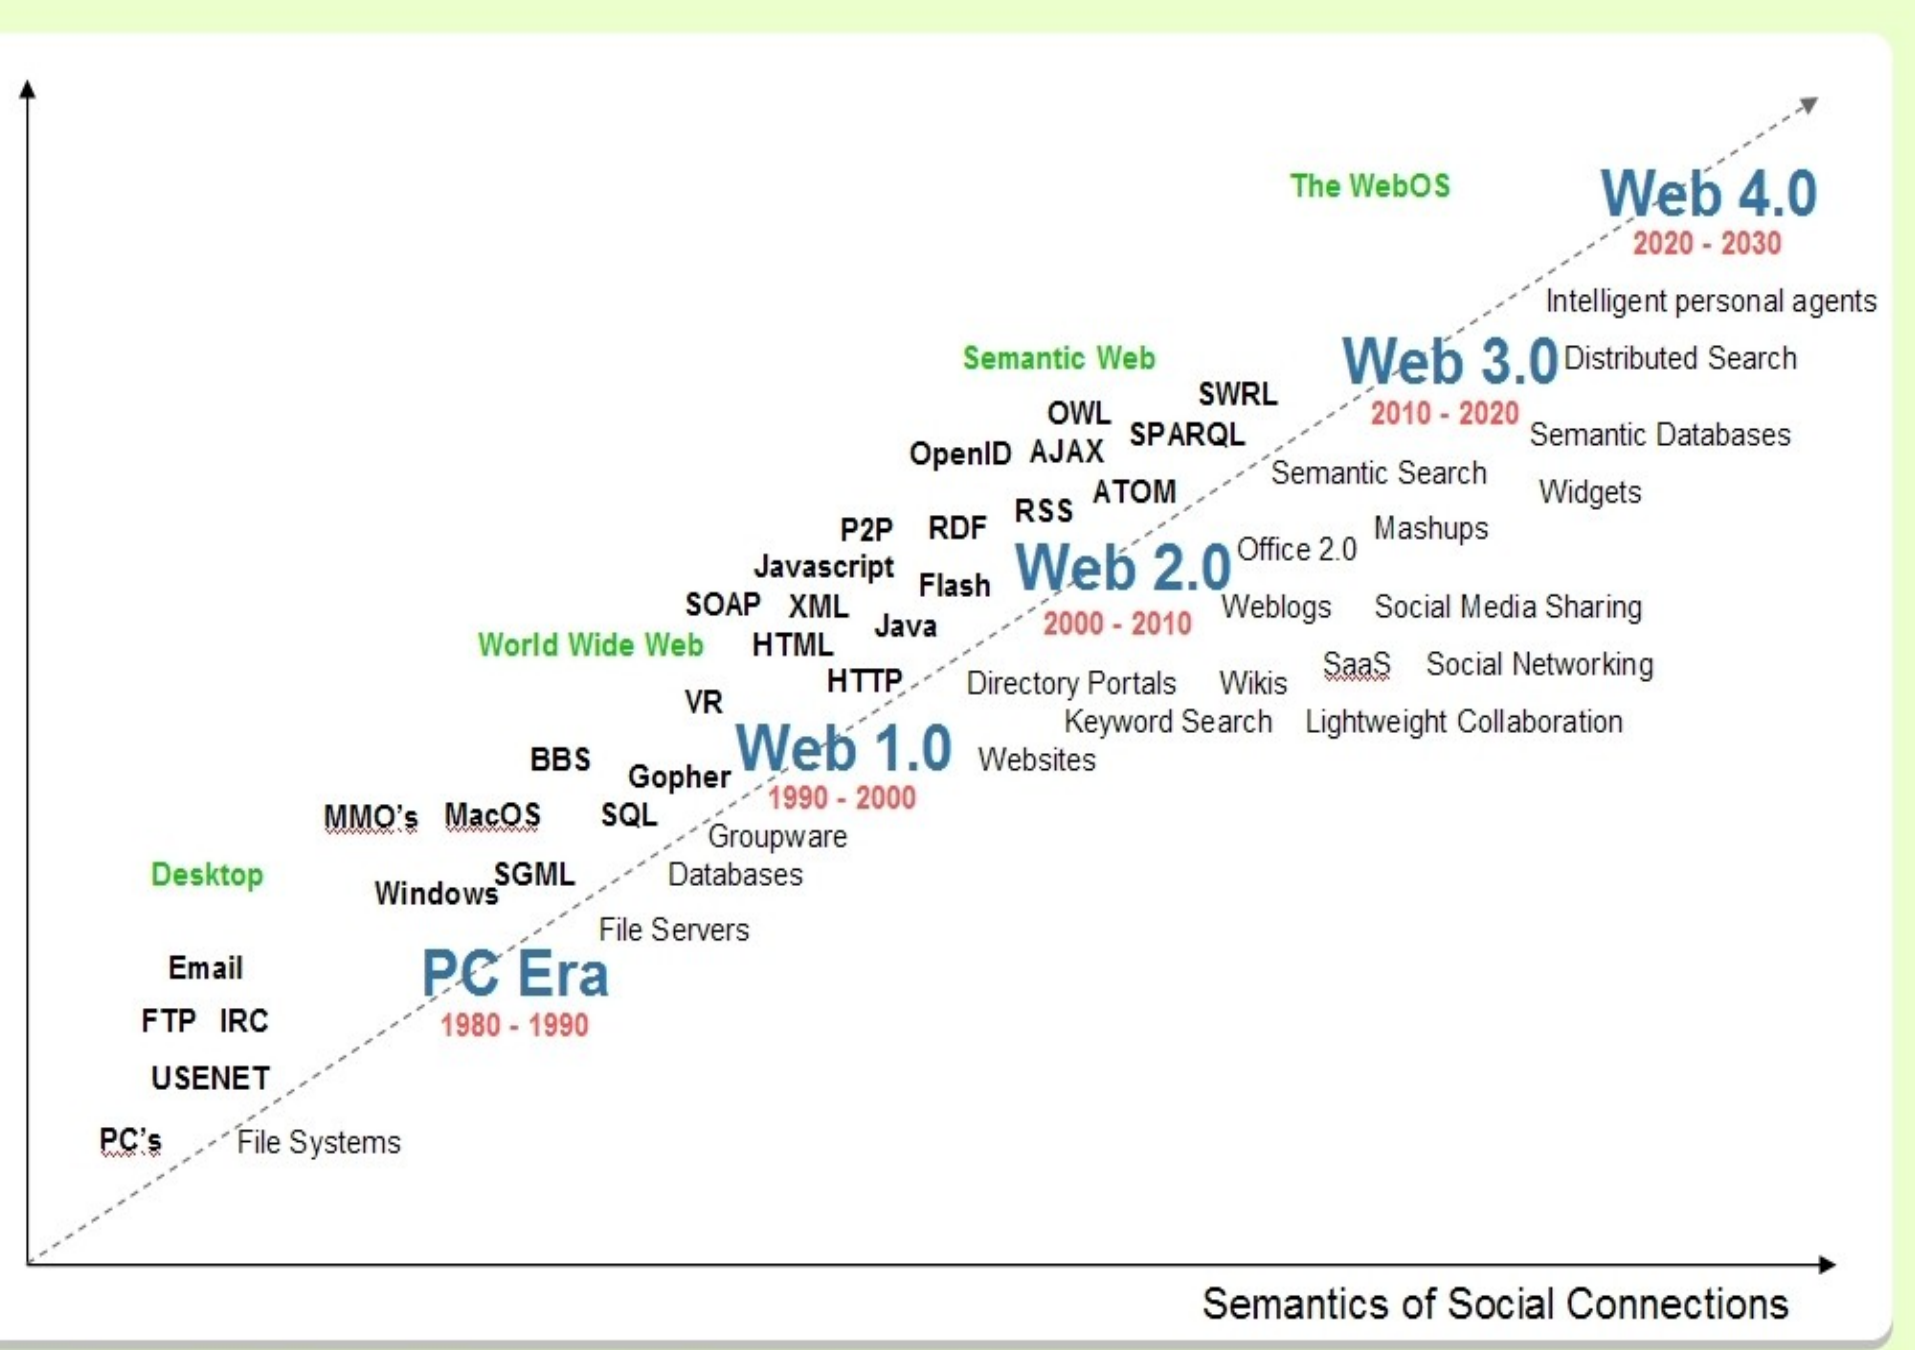 The WebOS
Web 4.0
2020 - 2030
Intelligent personal agents
Semantic Web
Web 3.0
Distributed Search
SWRL
2010 - 2020
OWL
SPARQL
Semantic Databases
OpenID
AJAX
Semantic Search
ATOM
Widgets
RSS
P2P
RDF
Mashups
Office 2.0
Javascript
Web 2.0
Flash
SOAP
XML
Weblogs
Social Media Sharing
Java
2000 - 2010
World Wide Web
HTML
SaaS
Social Networking
HTTP
Directory Portals
Wikis
VR
Keyword Search
Lightweight Collaboration
Web 1.0
BBS
Websites
Gopher
1990 - 2000
MMO's
MacOS
SQL
Groupware
Desktop
SGML
Databases
Windows
File Servers
Email
PC Era
FTP
IRC
1980 - 1990
USENET
PC's
File Systems
Semantics of Social Connections